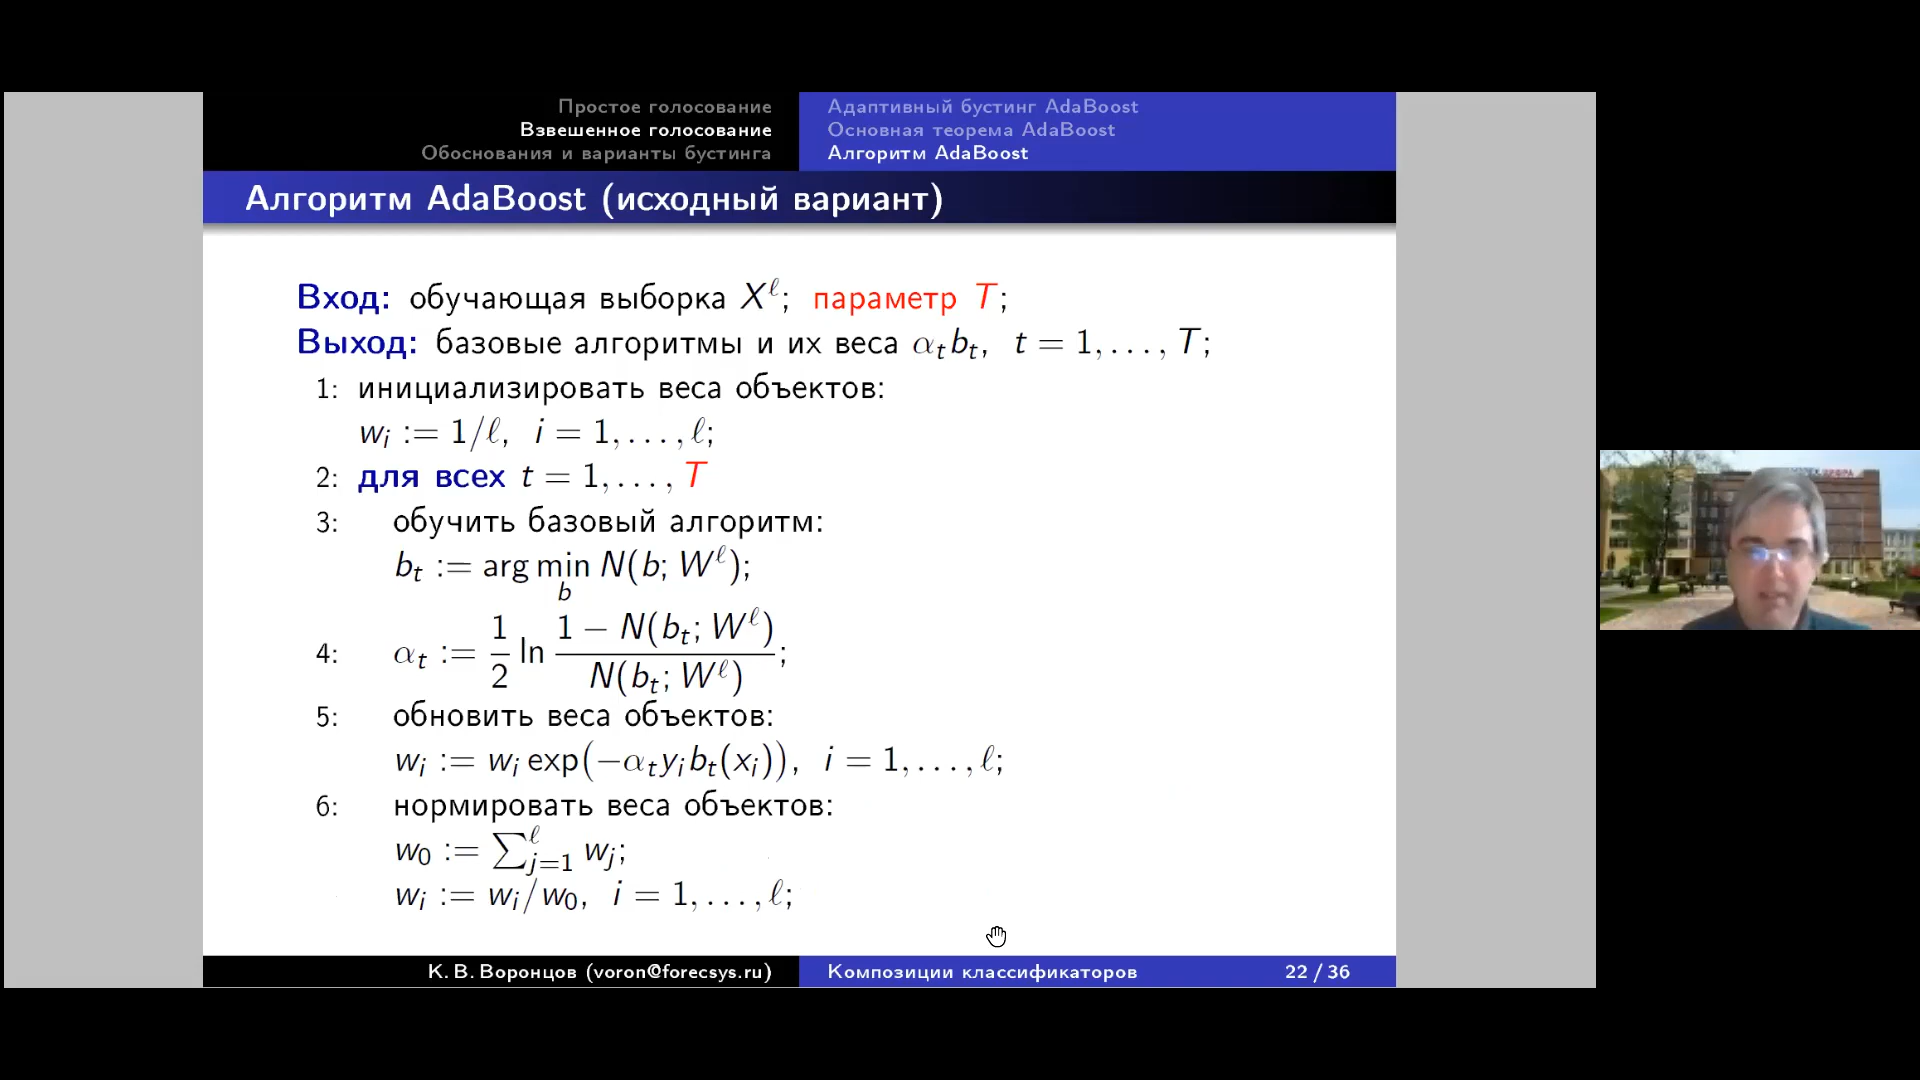 Простое голосование
Взвешенное голосование
Обоснования и варианты бустинга
Адаптивный бустинг AdaBoost
Основная теорема AdaBoost
Алгоритм AdaBoost
Алгоритм AdaBoost (исходный вариант)
Вход: обучающая выборка X^ℓ; параметр T;
Выход: базовые алгоритмы и их веса α_t b_t, t = 1, ..., T;
1: инициализировать веса объектов:
w_i := 1/ℓ, i = 1, ..., ℓ;
2: для всех t = 1, ..., T
3: обучить базовый алгоритм:
b_t := arg min_b N(b; W^ℓ);
4: α_t := 1/2 ln (1 − N(b_t; W^ℓ)) / N(b_t; W^ℓ);
5: обновить веса объектов:
w_i := w_i exp(−α_t y_i b_t(x_i)), i = 1, ..., ℓ;
6: нормировать веса объектов:
w_0 := ∑_{j=1}^ℓ w_j;
w_i := w_i/w_0, i = 1, ..., ℓ;
К. В. Воронцов (voron@forecsys.ru)
Композиции классификаторов
22 / 36